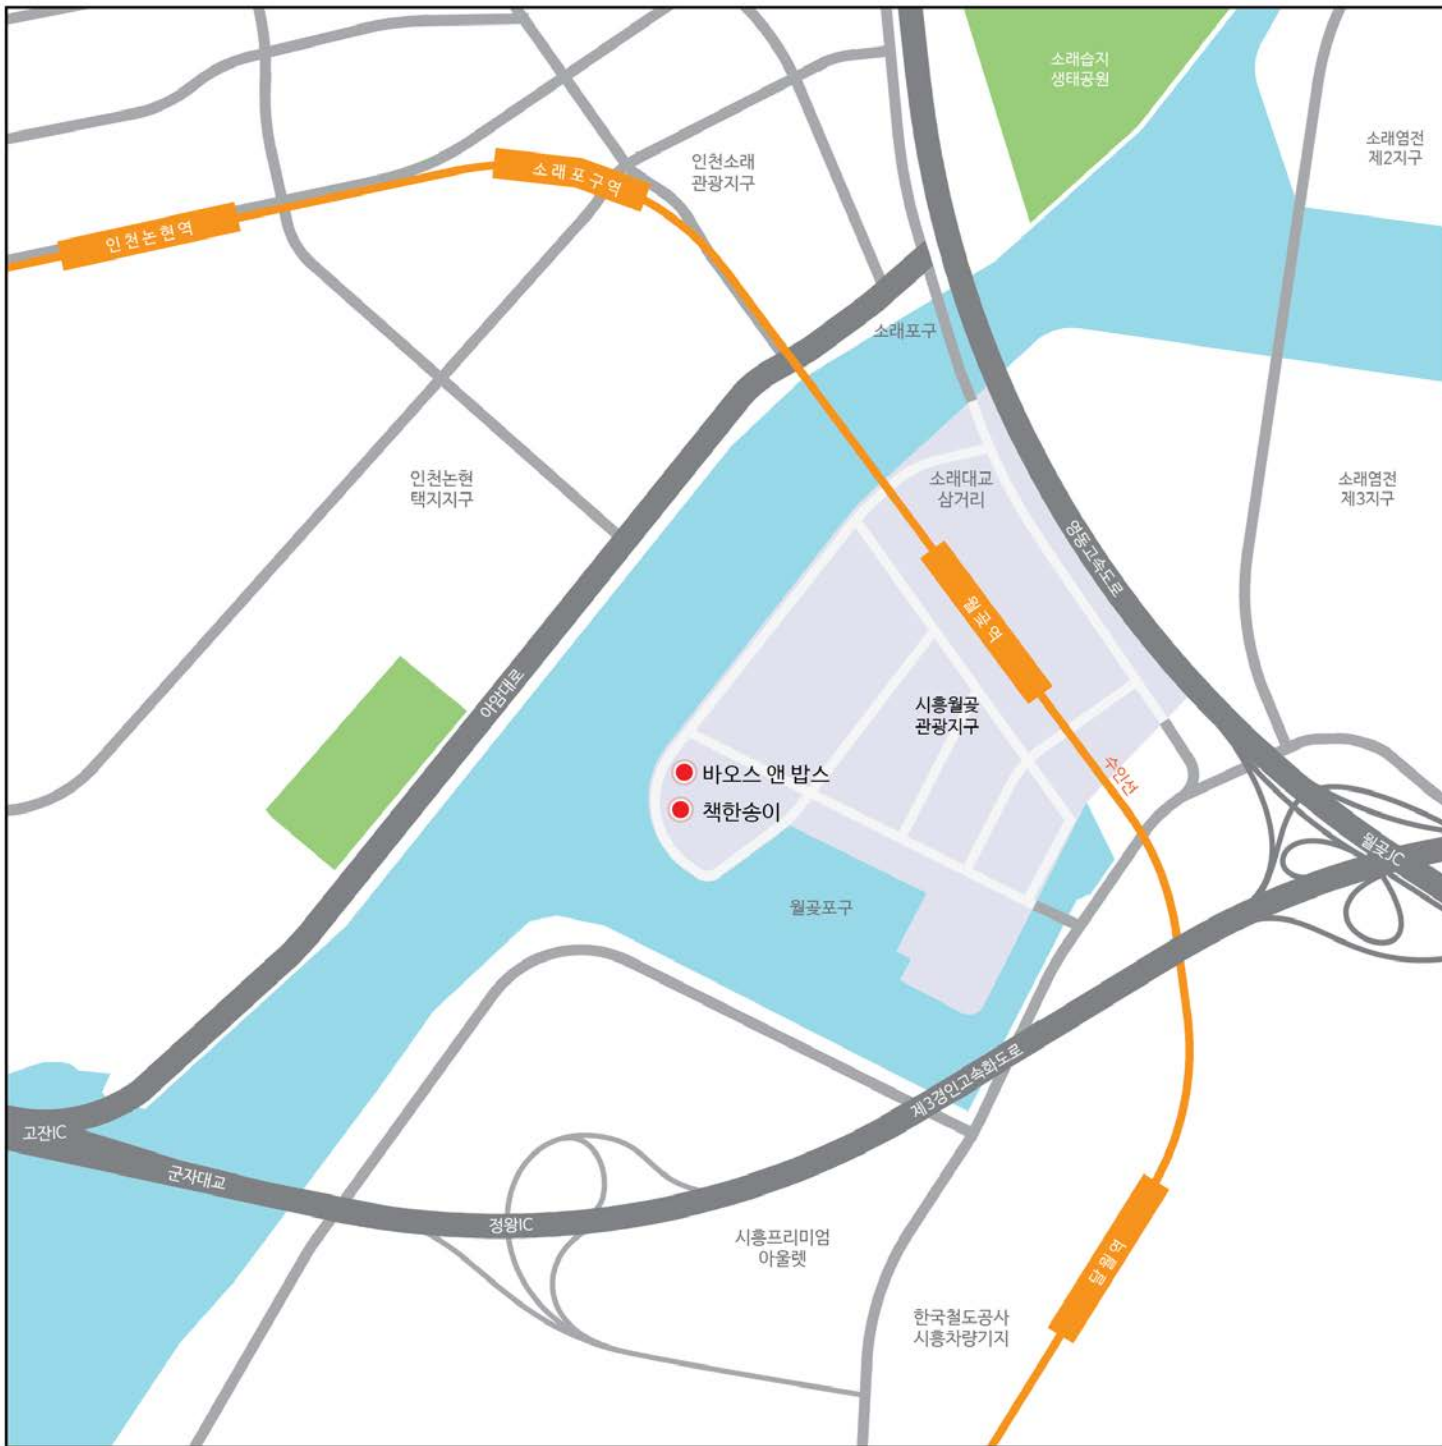 소래습지
생태공원
소래염전
제2지구
인천소래
관광지구
소래포구역
인천논현역
소래포구
인천논현
택지지구
소래대교
삼거리
소래염전
제3지구
영동고속도로
월곶역
아암대로
시흥월곶
관광지구
수인선
바오스 앤 밥스
책한송이
월곶JC
월곶포구
제3경인고속화도로
고잔IC
군자대교
정왕IC
시흥프리미엄
아울렛
달월역
한국철도공사
시흥차량기지